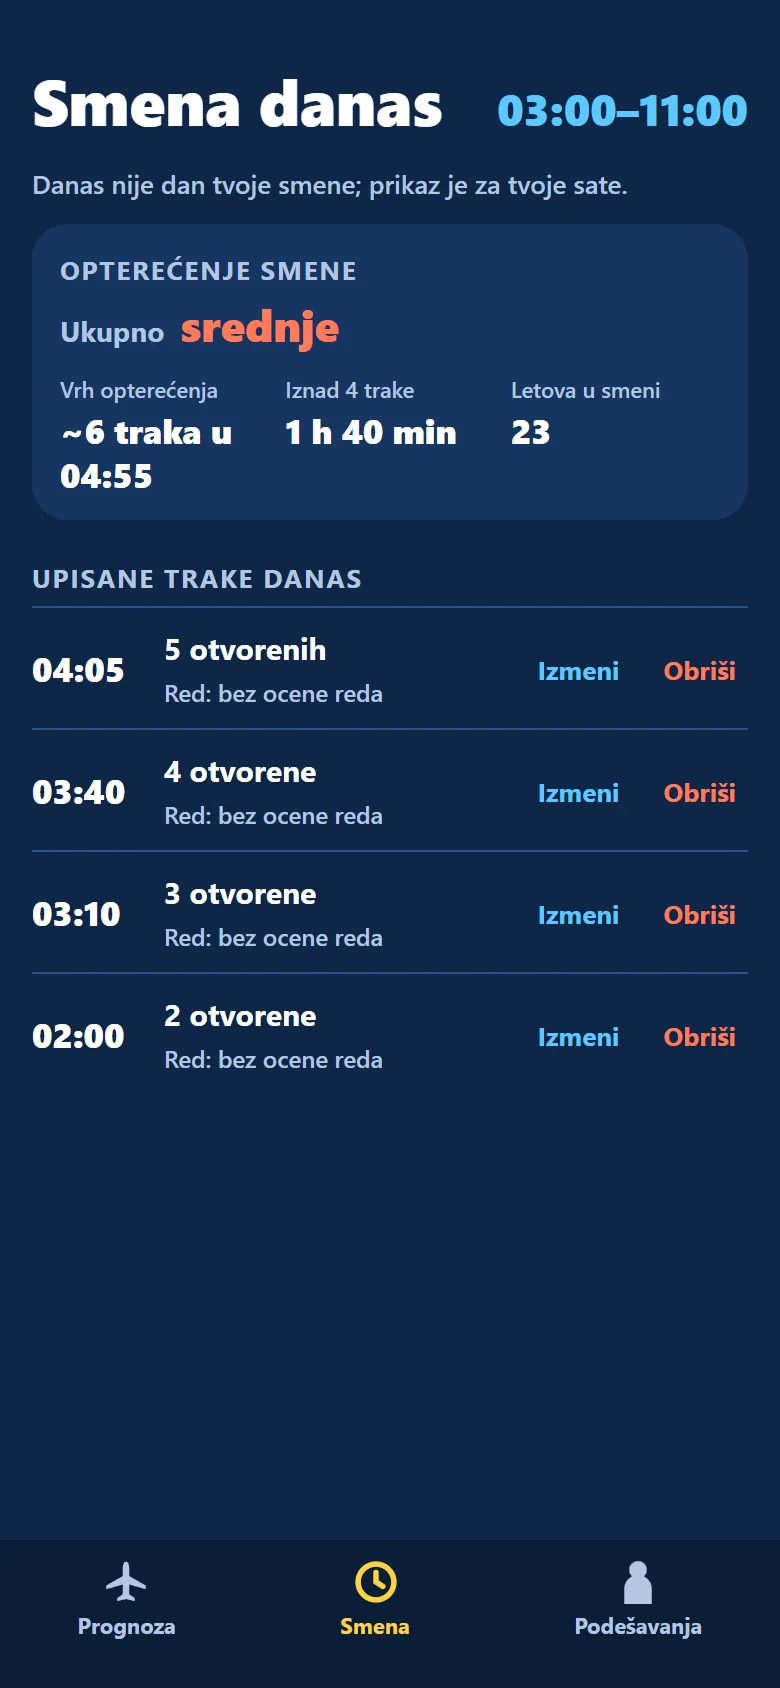 Smena danas 03:00–11:00
Danas nije dan tvoje smene; prikaz je za tvoje sate.
OPTEREĆENJE SMENE
Ukupno srednje
Vrh opterećenja
~6 traka u
04:55
Iznad 4 trake
1 h 40 min
Letova u smeni
23
UPISANE TRAKE DANAS
04:05
5 otvorenih
Red: bez ocene reda
Izmeni
Obriši
03:40
4 otvorene
Red: bez ocene reda
Izmeni
Obriši
03:10
3 otvorene
Red: bez ocene reda
Izmeni
Obriši
02:00
2 otvorene
Red: bez ocene reda
Izmeni
Obriši
Prognoza
Smena
Podešavanja